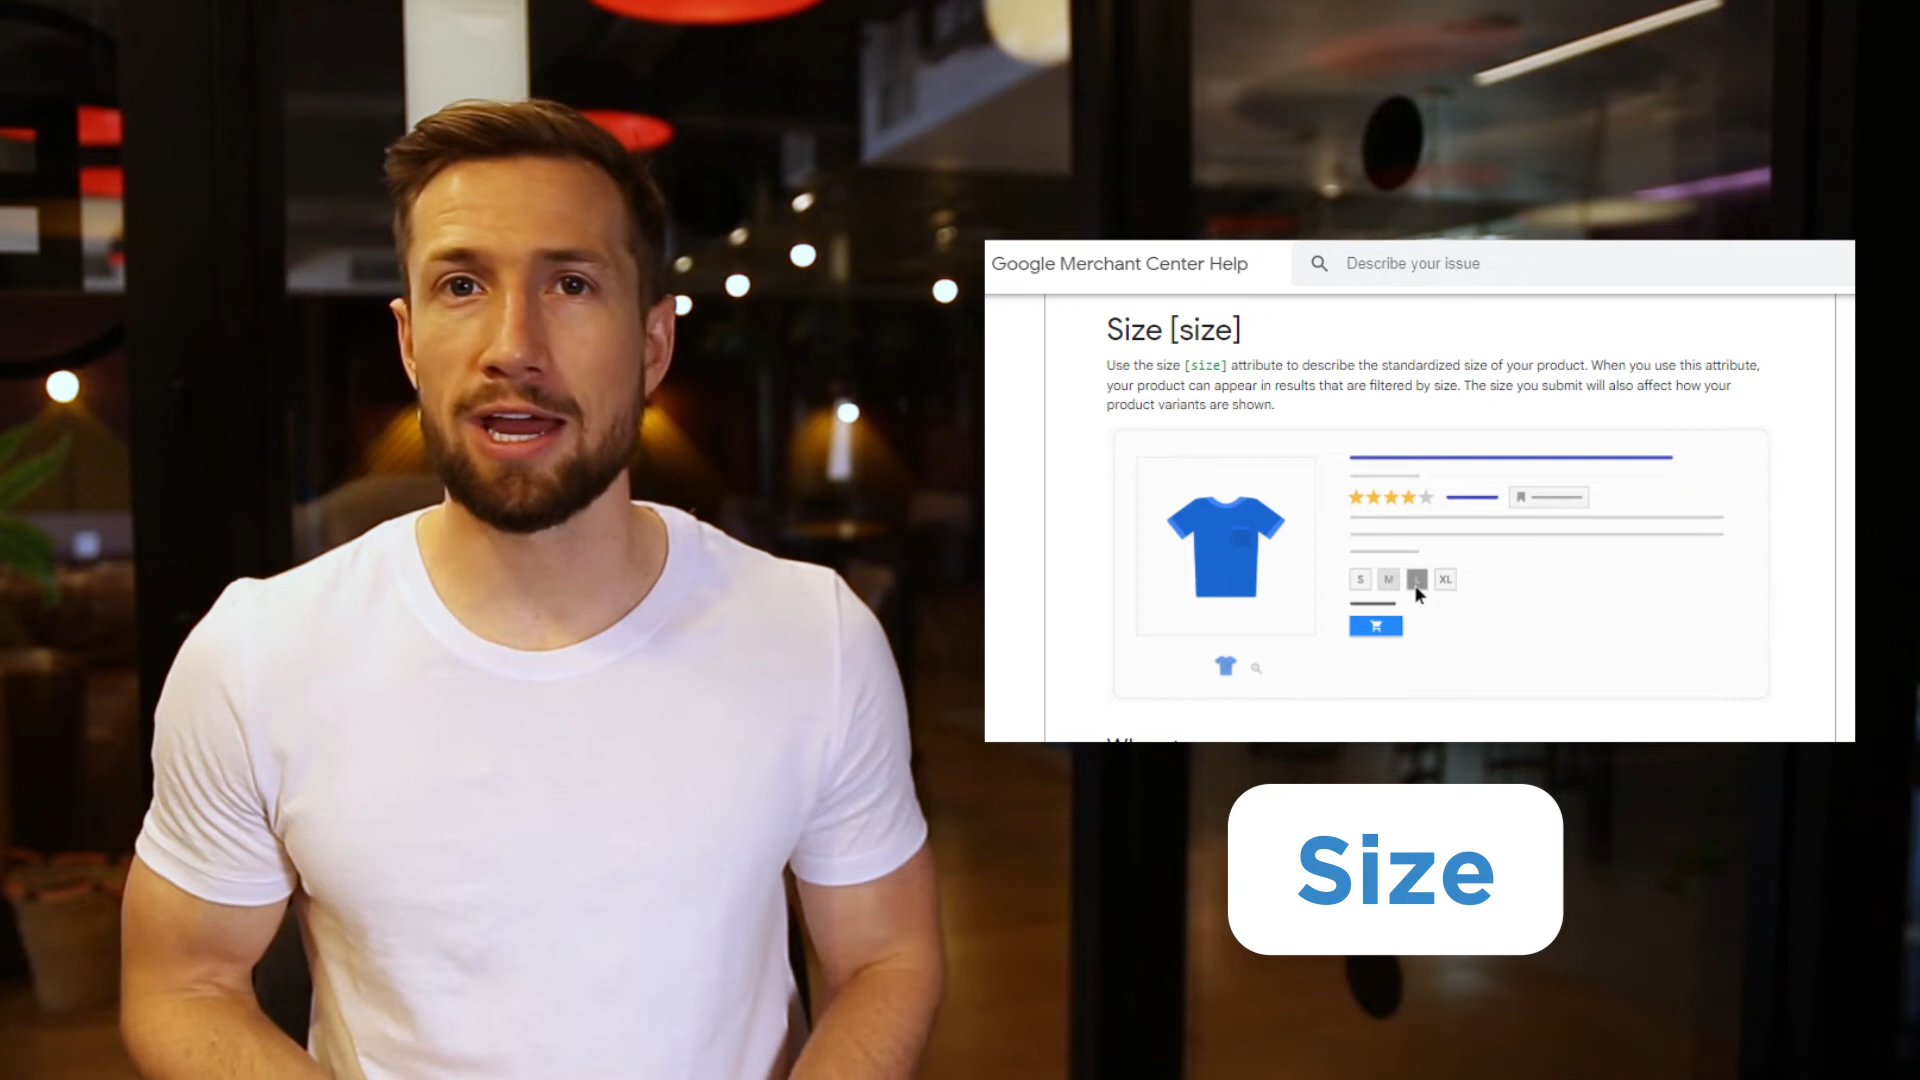 Google Merchant Center Help
Describe your issue
Size [size]
Use the size [size] attribute to describe the standardized size of your product. When you use this attribute,
your product can appear in results that are filtered by size. The size you submit will also affect how your
product variants are shown.
S M L XL
Size